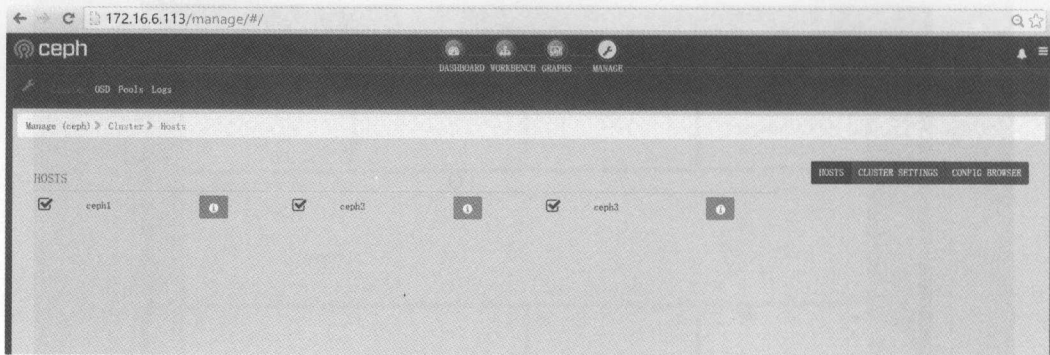 172.16.6.113/manage/#/
ceph
DASHBOARD WORKBENCH GRAPHS MANAGE
OSD Pools Logs
Manage (ceph) > Cluster > Hosts
HOSTS CLUSTER SETTINGS CONFIG BROWSER
HOSTS
ceph1 ceph2 ceph3